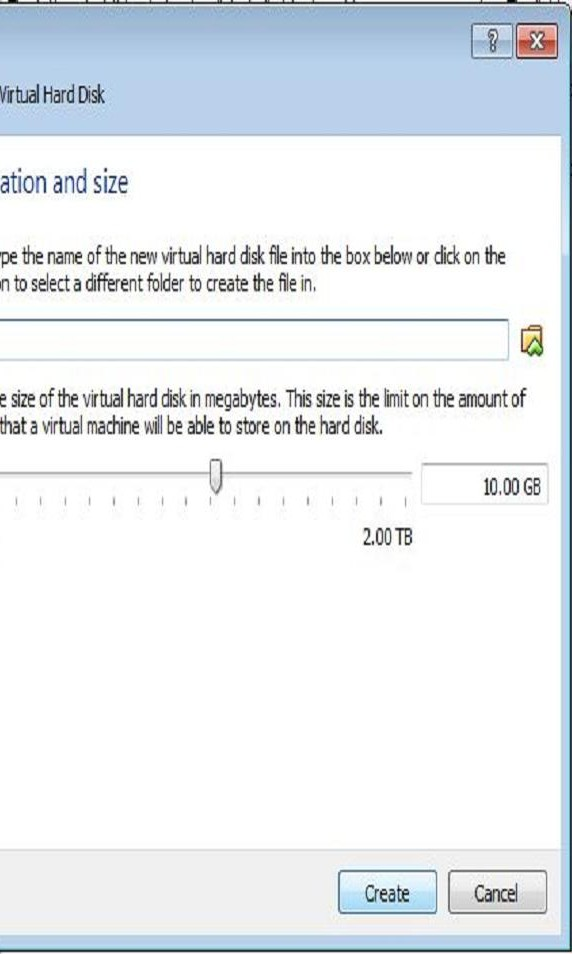 Virtual Hard Disk
ation and size
ype the name of the new virtual hard disk file into the box below or click on the
on to select a different folder to create the file in.
e size of the virtual hard disk in megabytes. This size is the limit on the amount of
that a virtual machine will be able to store on the hard disk.
10.00 GB
2.00 TB
Create Cancel